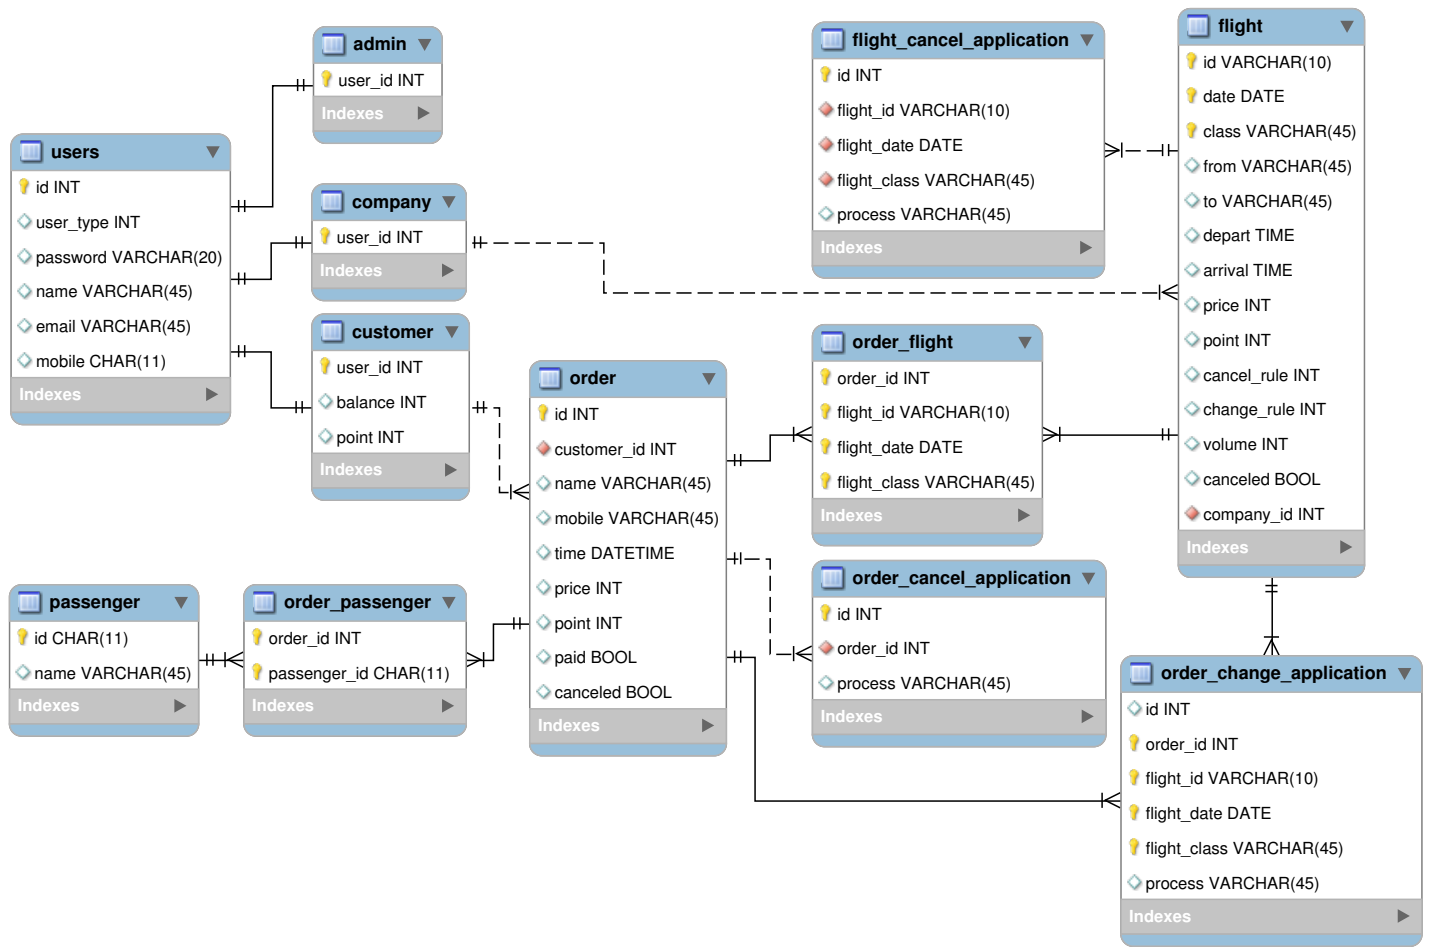 admin
user_id INT
Indexes
users
id INT
user_type INT
password VARCHAR(20)
name VARCHAR(45)
email VARCHAR(45)
mobile CHAR(11)
Indexes
company
user_id INT
Indexes
customer
user_id INT
balance INT
point INT
Indexes
passenger
id CHAR(11)
name VARCHAR(45)
Indexes
order_passenger
order_id INT
passenger_id CHAR(11)
Indexes
order
id INT
customer_id INT
name VARCHAR(45)
mobile VARCHAR(45)
time DATETIME
price INT
point INT
paid BOOL
canceled BOOL
Indexes
flight_cancel_application
id INT
flight_id VARCHAR(10)
flight_date DATE
flight_class VARCHAR(45)
process VARCHAR(45)
Indexes
order_flight
order_id INT
flight_id VARCHAR(10)
flight_date DATE
flight_class VARCHAR(45)
Indexes
order_cancel_application
id INT
order_id INT
process VARCHAR(45)
Indexes
flight
id VARCHAR(10)
date DATE
class VARCHAR(45)
from VARCHAR(45)
to VARCHAR(45)
depart TIME
arrival TIME
price INT
point INT
cancel_rule INT
change_rule INT
volume INT
canceled BOOL
company_id INT
Indexes
order_change_application
id INT
order_id INT
flight_id VARCHAR(10)
flight_date DATE
flight_class VARCHAR(45)
process VARCHAR(45)
Indexes